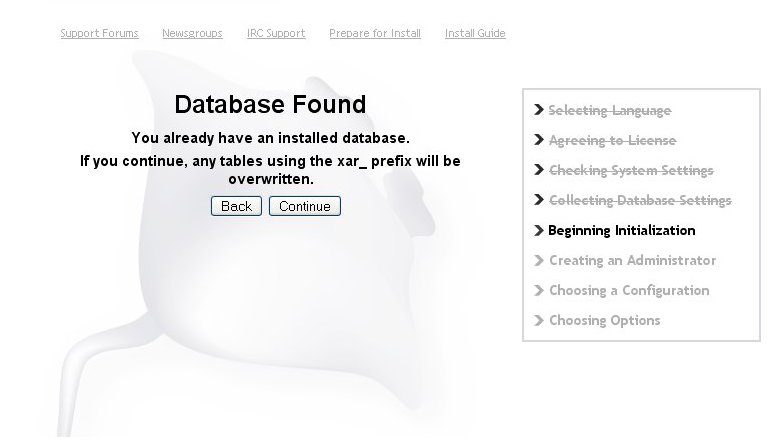 Support Forums Newsgroups IRC Support Prepare for Install Install Guide
Database Found
You already have an installed database.
If you continue, any tables using the xar_ prefix will be
overwritten.
Back Continue
Selecting Language
Agreeing to License
Checking System Settings
Collecting Database Settings
Beginning Initialization
Creating an Administrator
Choosing a Configuration
Choosing Options